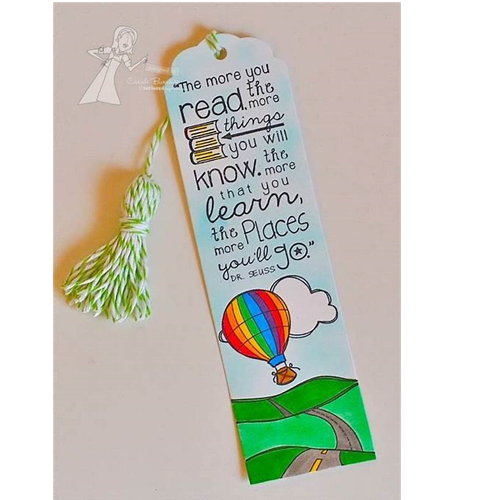 "The more you
read. the
more
things
you will
know. the
more
that you
learn,
the
more Places
you'll go."
DR. SEUSS